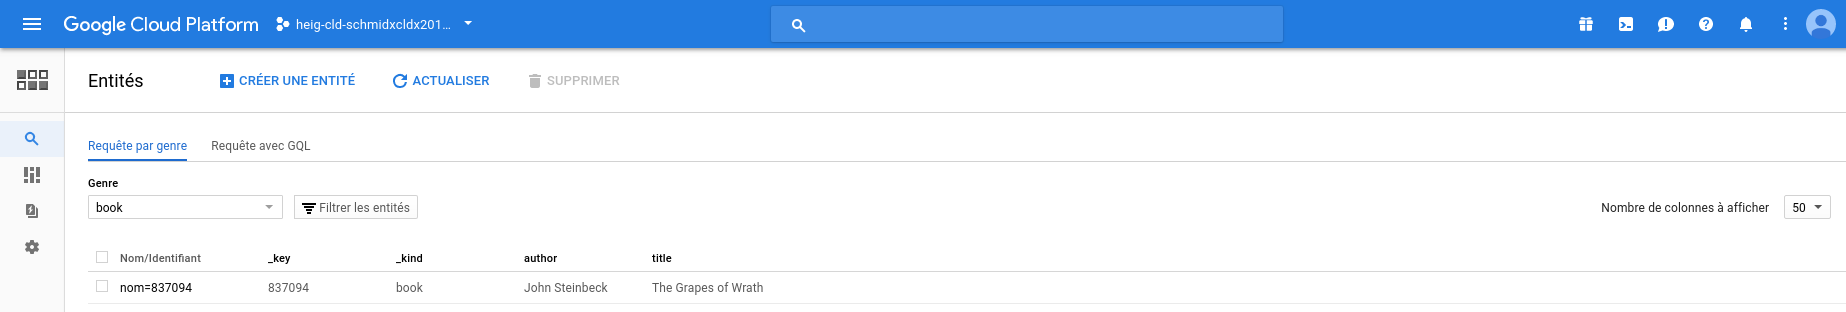 Google Cloud Platform heig-cld-schmidxcldx201...
Entités CRÉER UNE ENTITÉ ACTUALISER SUPPRIMER
Requête par genre Requête avec GQL
Genre
book Filtrer les entités Nombre de colonnes à afficher 50
Nom/Identifiant _key _kind author title
nom=837094 837094 book John Steinbeck The Grapes of Wrath